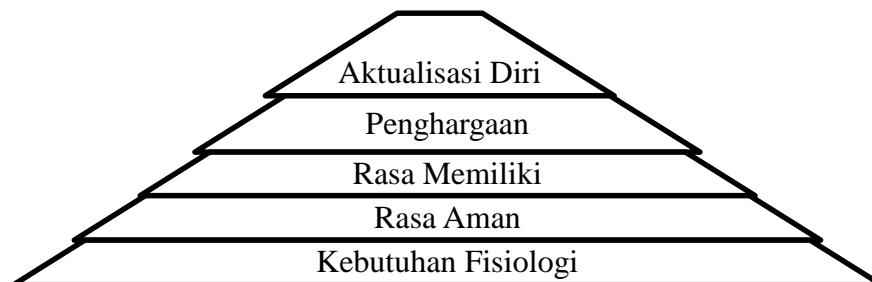 Aktualisasi Diri
Penghargaan
Rasa Memiliki
Rasa Aman
Kebutuhan Fisiologi